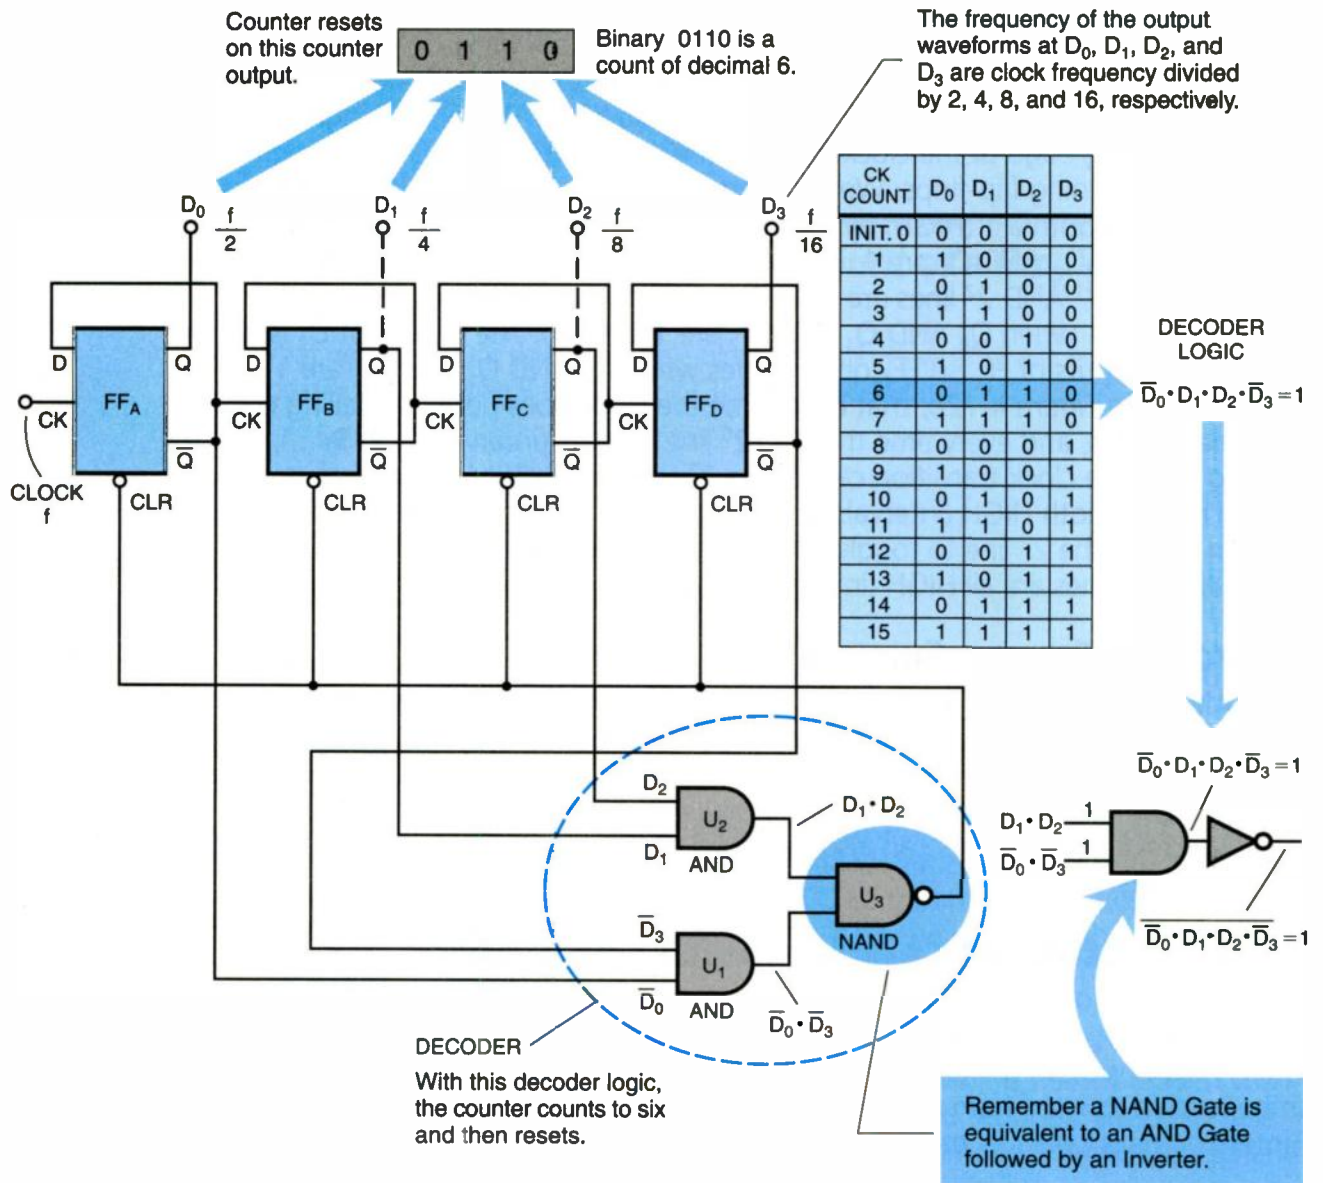 Counter resets
on this counter
output.
0 1 1 0
Binary 0110 is a
count of decimal 6.
The frequency of the output
waveforms at D₀, D₁, D₂, and
D₃ are clock frequency divided
by 2, 4, 8, and 16, respectively.
D₀ f/2
D₁ f/4
D₂ f/8
D₃ f/16
D Q
FF_A
CK
Q̅
CLR
D Q
FF_B
CK
Q̅
CLR
D Q
FF_C
CK
Q̅
CLR
D Q
FF_D
CK
Q̅
CLR
CLOCK
f
CK COUNT D₀ D₁ D₂ D₃
INIT. 0 0 0 0 0
1 1 0 0 0
2 0 1 0 0
3 1 1 0 0
4 0 0 1 0
5 1 0 1 0
6 0 1 1 0
7 1 1 1 0
8 0 0 0 1
9 1 0 0 1
10 0 1 0 1
11 1 1 0 1
12 0 0 1 1
13 1 0 1 1
14 0 1 1 1
15 1 1 1 1
DECODER
LOGIC
D̅₀•D₁•D₂•D̅₃=1
D₂
U₂
D₁
AND
D₁•D₂
D̅₃
U₁
D̅₀
AND
D̅₀•D̅₃
U₃
NAND
D̅₀•D₁•D₂•D̅₃=1
D₁•D₂ 1
D̅₀•D̅₃ 1
\overline{D̅₀•D₁•D₂•D̅₃}=1
DECODER
With this decoder logic,
the counter counts to six
and then resets.
Remember a NAND Gate is
equivalent to an AND Gate
followed by an Inverter.